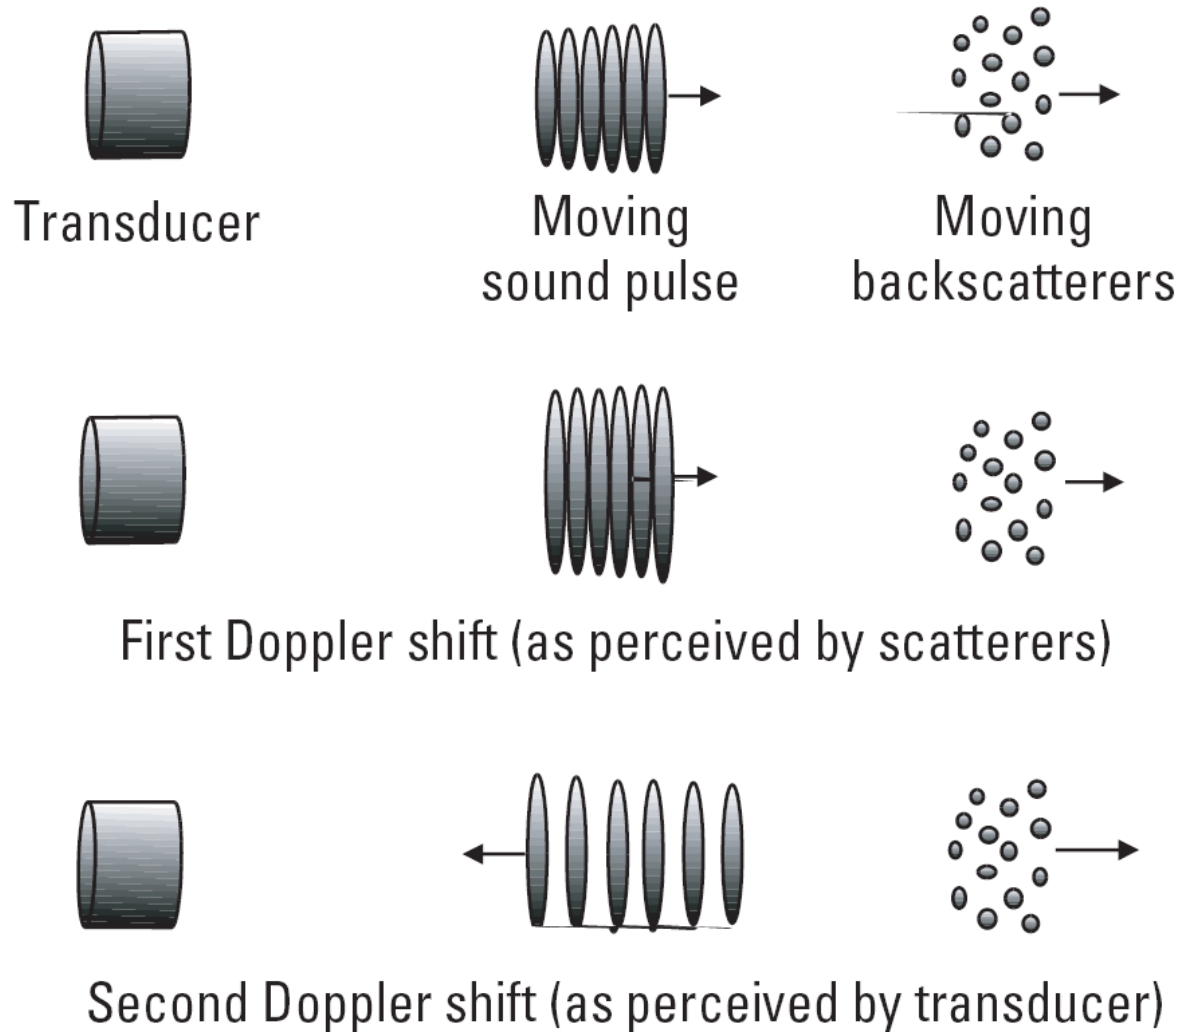 Transducer
Moving
sound pulse
Moving
backscatterers
First Doppler shift (as perceived by scatterers)
Second Doppler shift (as perceived by transducer)